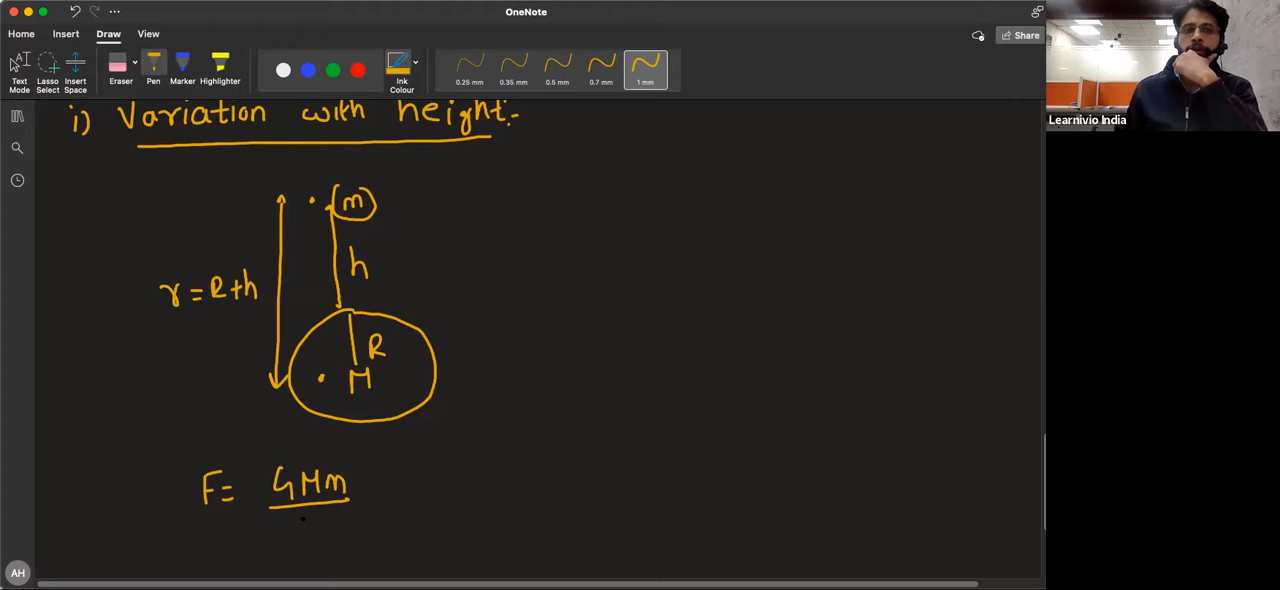 OneNote
Home Insert Draw View
Share
Text Mode
Lasso Select
Insert Space
Eraser
Pen
Marker
Highlighter
Ink Colour
0.25 mm
0.35 mm
0.5 mm
0.7 mm
1 mm
Learnivio India
i) Variation with height:-
m
h
r = R+h
R
M
F = GMm
AH